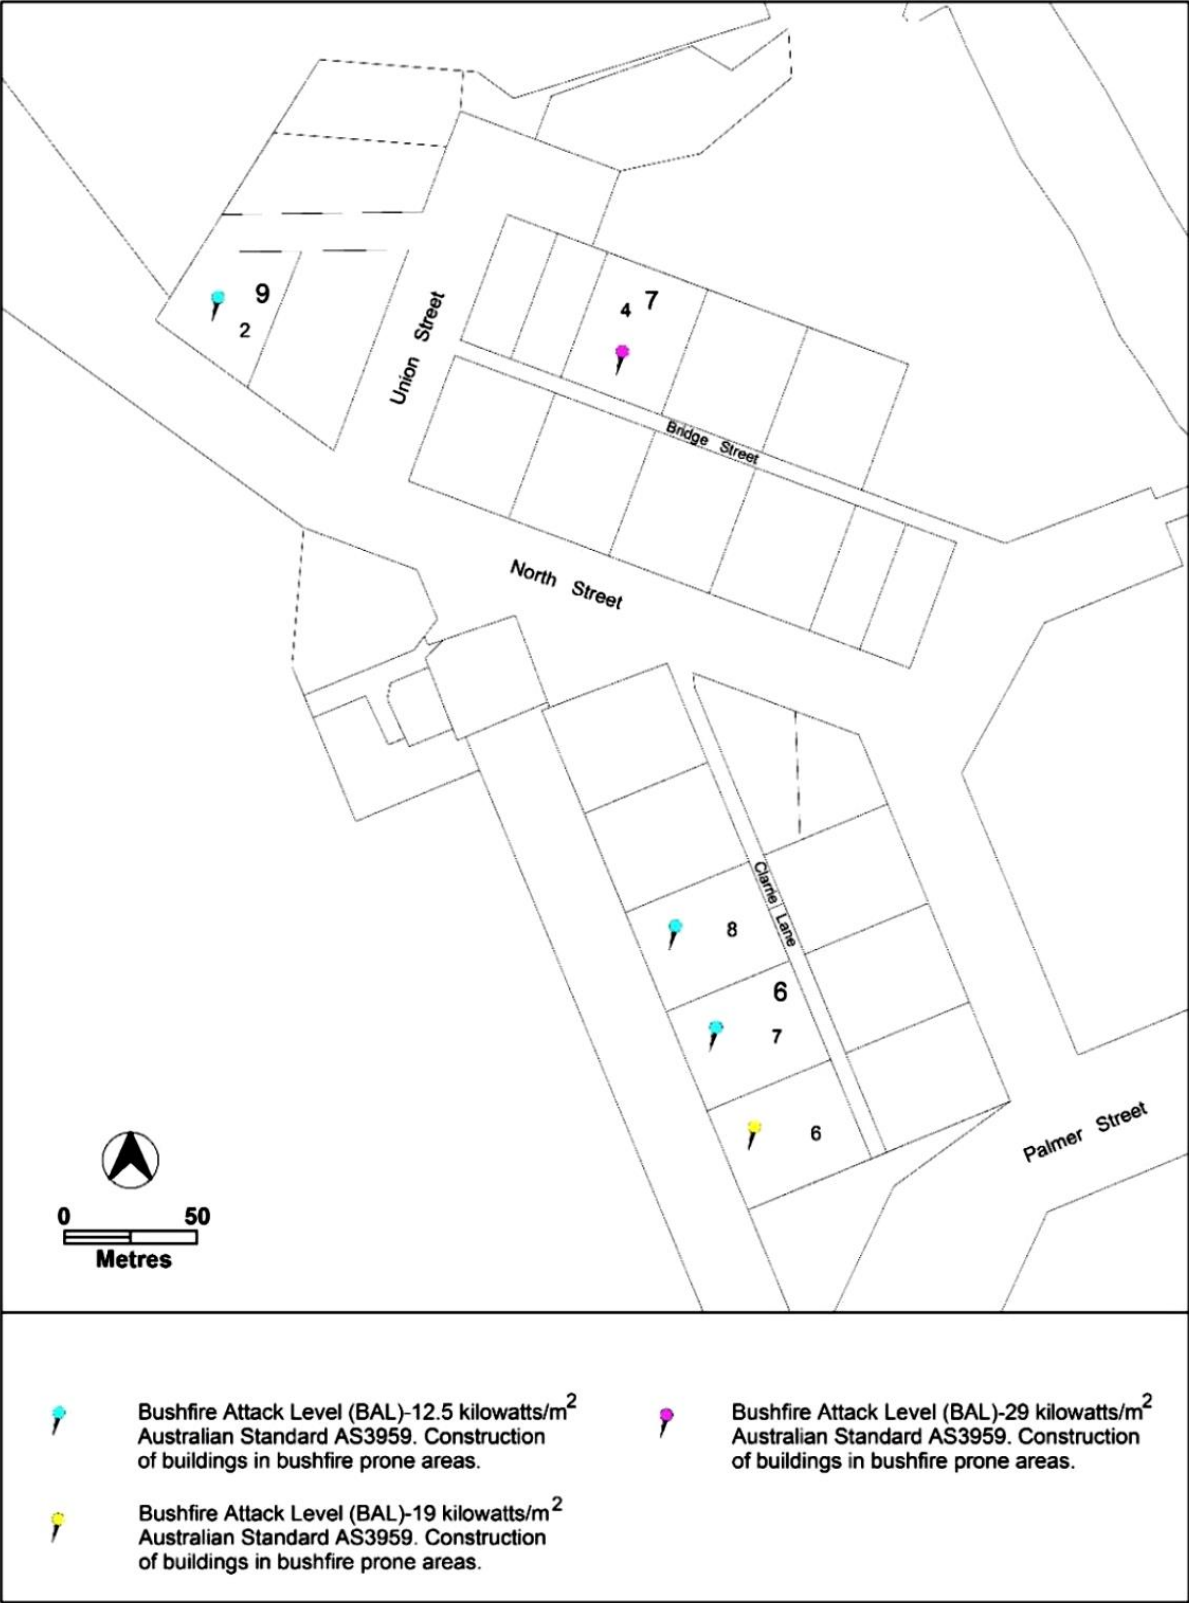 9
2
Union Street
4 7
Bridge Street
North Street
Clarrie Lane
8
6
7
6
Palmer Street
0 50
Metres
Bushfire Attack Level (BAL)-12.5 kilowatts/m2
Australian Standard AS3959. Construction
of buildings in bushfire prone areas.
Bushfire Attack Level (BAL)-29 kilowatts/m2
Australian Standard AS3959. Construction
of buildings in bushfire prone areas.
Bushfire Attack Level (BAL)-19 kilowatts/m2
Australian Standard AS3959. Construction
of buildings in bushfire prone areas.